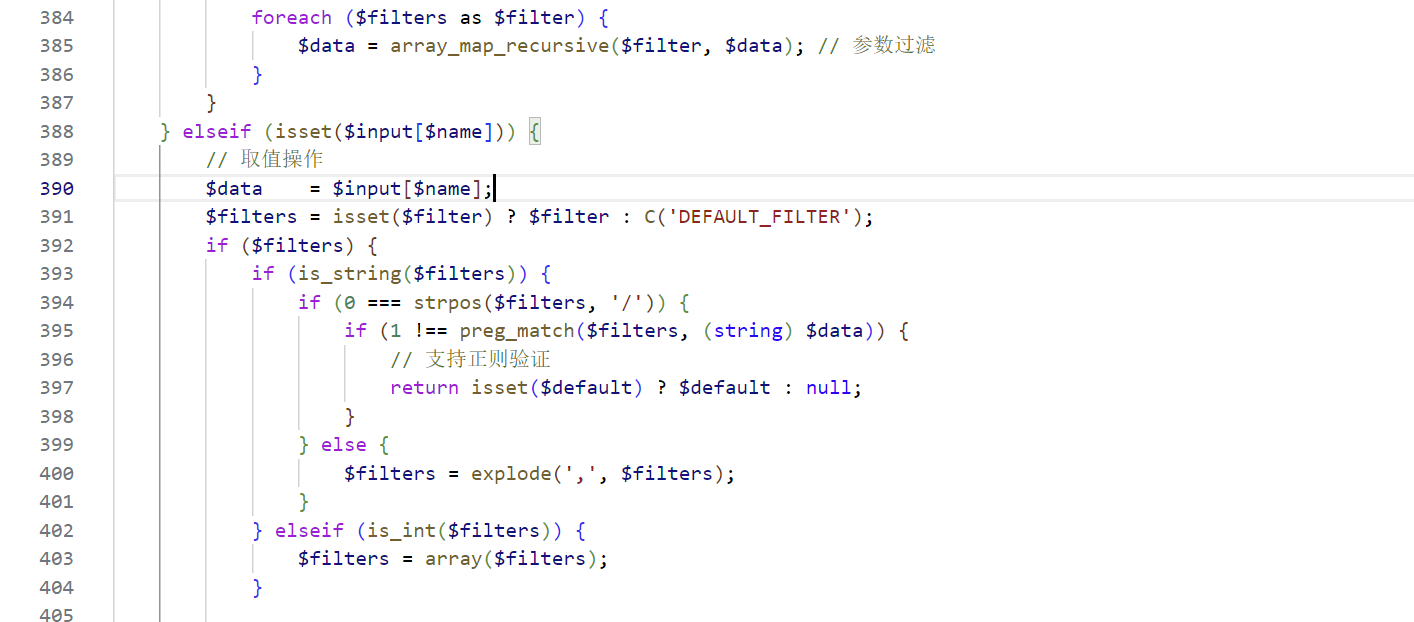 384 foreach ($filters as $filter) {
385 $data = array_map_recursive($filter, $data); // 参数过滤
386 }
387 }
388 } elseif (isset($input[$name])) {
389 // 取值操作
390 $data    = $input[$name];
391 $filters = isset($filter) ? $filter : C('DEFAULT_FILTER');
392 if ($filters) {
393 if (is_string($filters)) {
394 if (0 === strpos($filters, '/')) {
395 if (1 !== preg_match($filters, (string) $data)) {
396 // 支持正则验证
397 return isset($default) ? $default : null;
398 }
399 } else {
400 $filters = explode(',', $filters);
401 }
402 } elseif (is_int($filters)) {
403 $filters = array($filters);
404 }
405